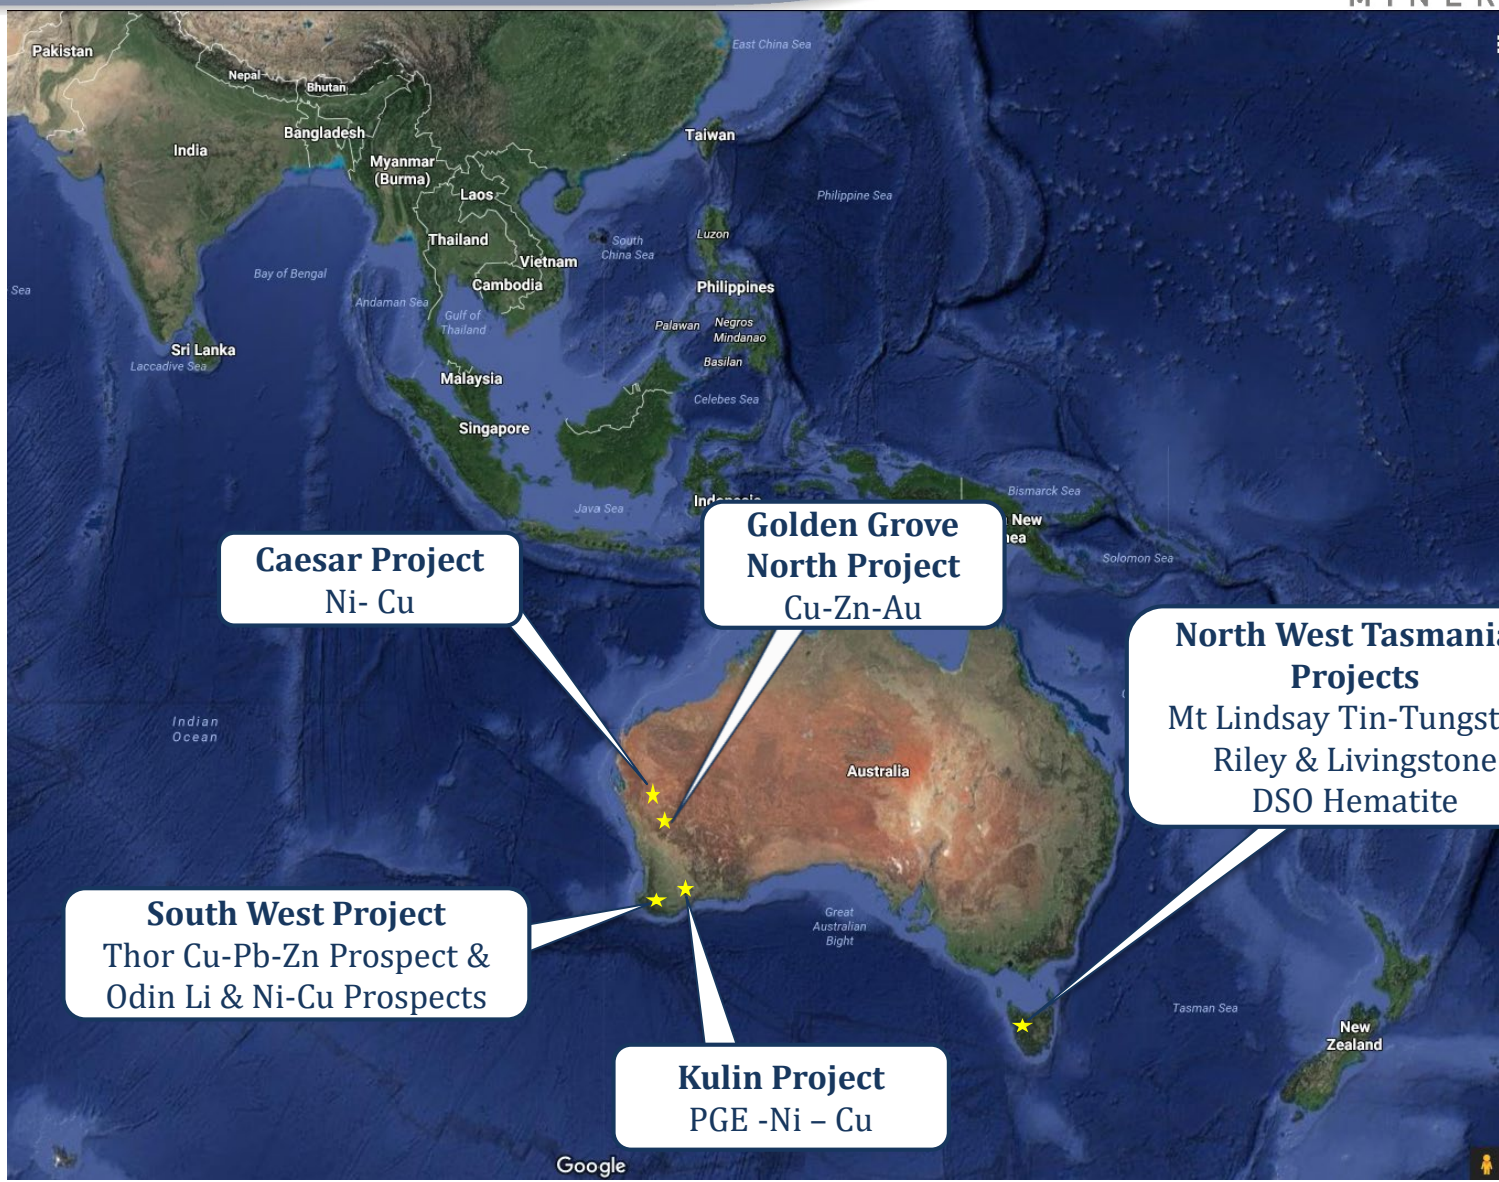 Pakistan
Nepal
Bhutan
East China Sea
Bangladesh
Taiwan
India
Myanmar
(Burma)
Laos
Philippine Sea
Thailand
South
China Sea
Luzon
Vietnam
Bay of Bengal
Cambodia
Philippines
Sea
Andaman Sea
Gulf of
Thailand
Palawan
Negros
Mindanao
Sri Lanka
Laccadive Sea
Basilan
Malaysia
Celebes Sea
Singapore
Bismarck Sea
Java Sea
New
Solomon Sea
Caesar Project
Ni- Cu
Golden Grove
North Project
Cu-Zn-Au
North West Tasmania
Projects
Mt Lindsay Tin-Tungst
Riley & Livingstone
DSO Hematite
Indian
Ocean
Australia
South West Project
Thor Cu-Pb-Zn Prospect &
Odin Li & Ni-Cu Prospects
Great
Australian
Bight
Tasman Sea
New
Zealand
Kulin Project
PGE -Ni – Cu
Google